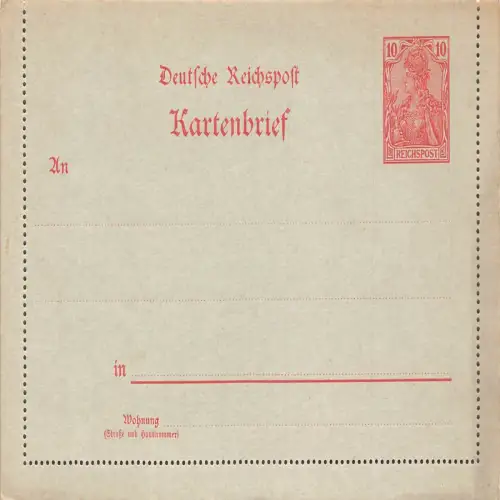 10 10
REICHSPOST
Deutsche Reichspost
Kartenbrief
An
in
Wohnung
(Straße und Hausnummer)